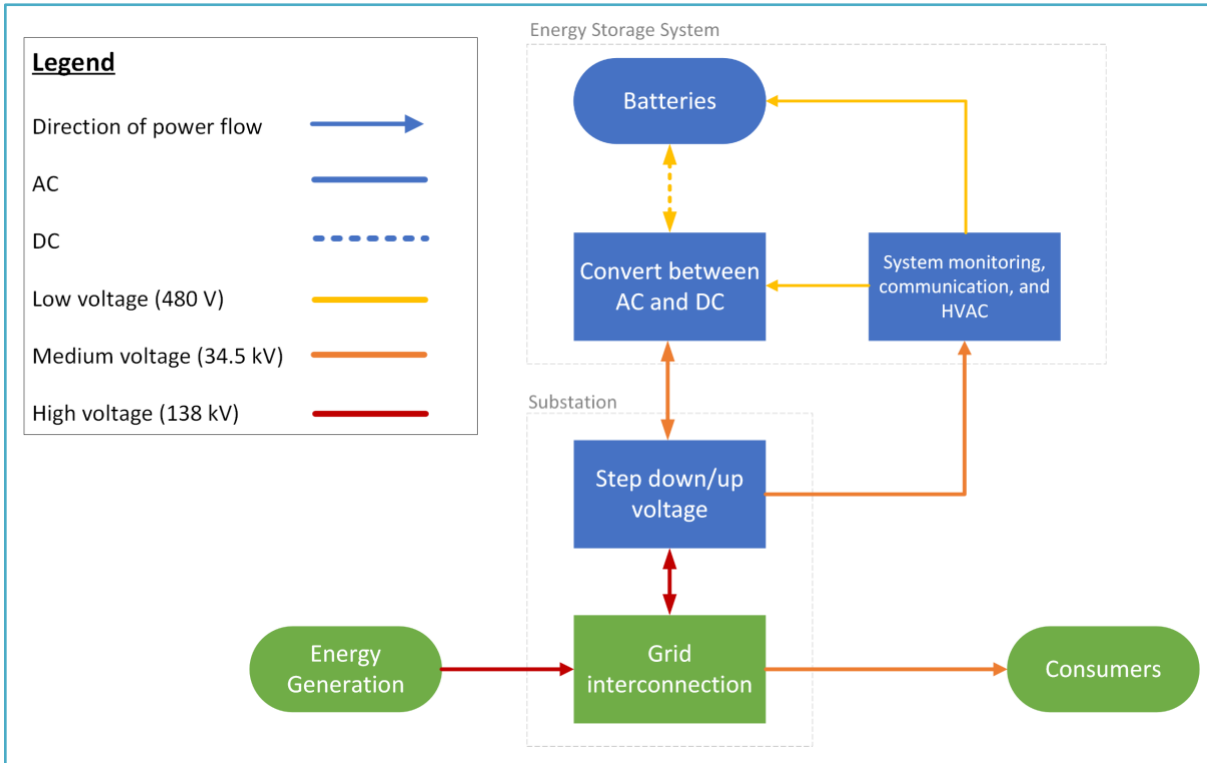 Legend
Direction of power flow
AC
DC
Low voltage (480 V)
Medium voltage (34.5 kV)
High voltage (138 kV)
Energy Storage System
Batteries
Convert between
AC and DC
System monitoring,
communication, and
HVAC
Substation
Step down/up
voltage
Energy
Generation
Grid
interconnection
Consumers